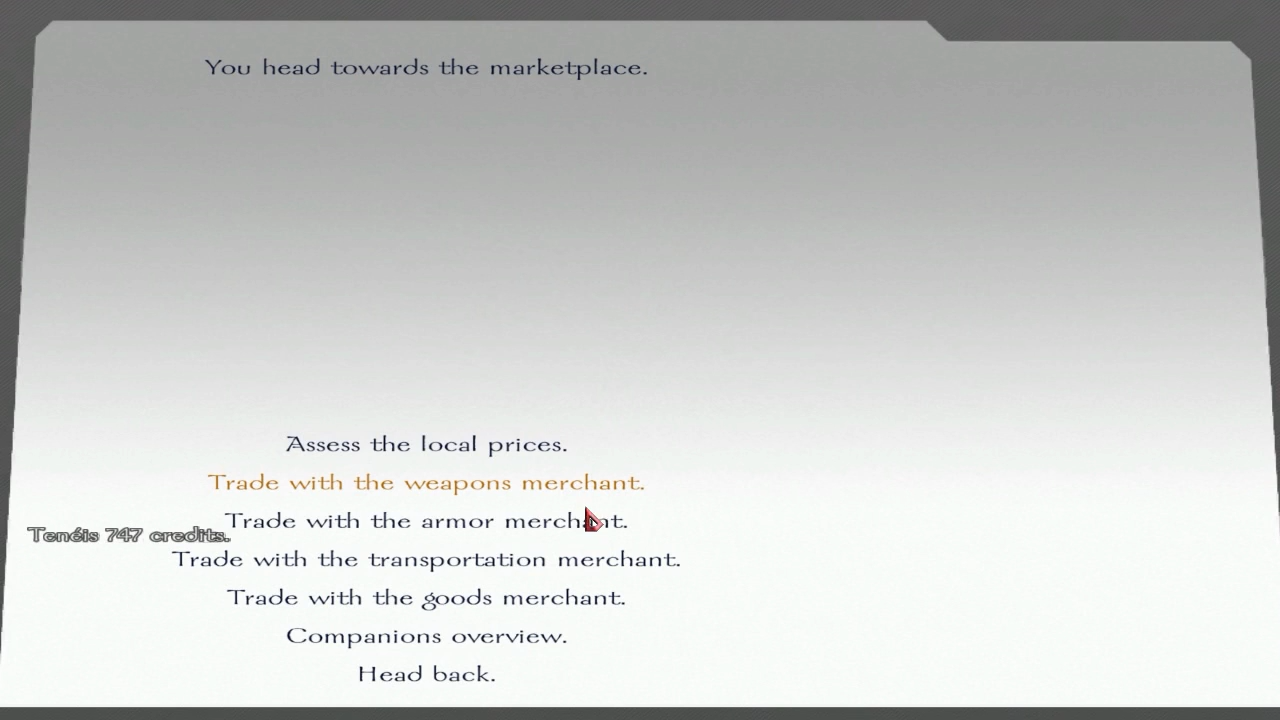 You head towards the marketplace.
Assess the local prices.
Trade with the weapons merchant.
Trade with the armor merchant.
Tenéis 747 credits.
Trade with the transportation merchant.
Trade with the goods merchant.
Companions overview.
Head back.